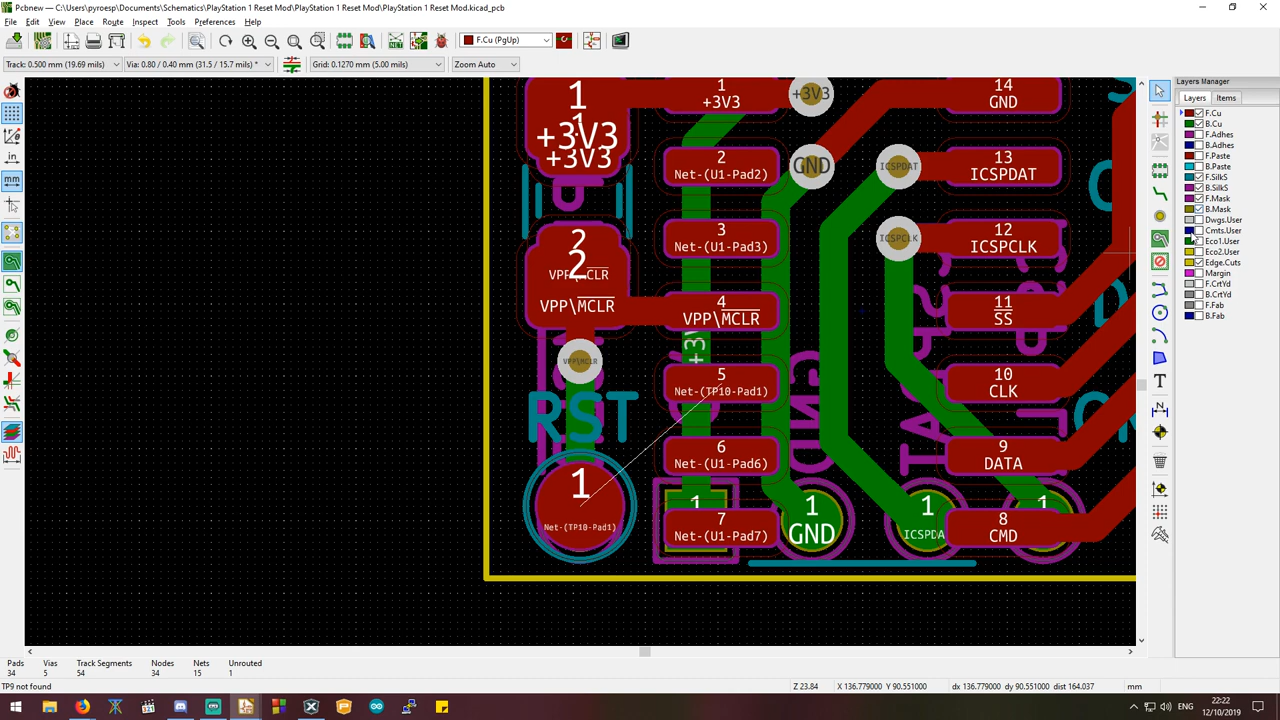 Pcbnew — C:\Users\pyroesp\Documents\Schematics\PlayStation 1 Reset Mod\PlayStation 1 Reset Mod\PlayStation 1 Reset Mod.kicad_pcb
File Edit View Place Route Inspect Tools Preferences Help
F.Cu (PgUp)
Track: 0.500 mm (19.69 mils)
Via: 0.80 / 0.40 mm (31.5 / 15.7 mils) *
Grid: 0.1270 mm (5.00 mils)
Zoom Auto
Layers Manager
Layers Items
F.Cu
B.Cu
F.Adhes
B.Adhes
F.Paste
B.Paste
F.SilkS
B.SilkS
F.Mask
B.Mask
Dwgs.User
Cmts.User
Eco1.User
Eco2.User
Edge.Cuts
Margin
F.CrtYd
B.CrtYd
F.Fab
B.Fab
in
mm
1
1
+3V3
+3V3
2
2
VPP\MCLR
VPP\MCLR
VPP\MCLR
RST
1
Net-(TP10-Pad1)
1
+3V3
2
Net-(U1-Pad2)
3
Net-(U1-Pad3)
4
VPP\MCLR
+3V
5
Net-(TP10-Pad1)
6
Net-(U1-Pad6)
1
7
Net-(U1-Pad7)
+3V3
GND
GND
1
GND
ICSPDAT
ICSPCLK
1
ICSPDA
14
GND
13
ICSPDAT
12
ICSPCLK
11
SS
10
CLK
9
DATA
8
CMD
1
Pads Vias Track Segments Nodes Nets Unrouted
34 5 54 34 15 1
TP9 not found
Z 23.84
X 136.779000 Y 90.551000
dx 136.779000 dy 90.551000 dist 164.037
mm
ENG
22:22
12/10/2019